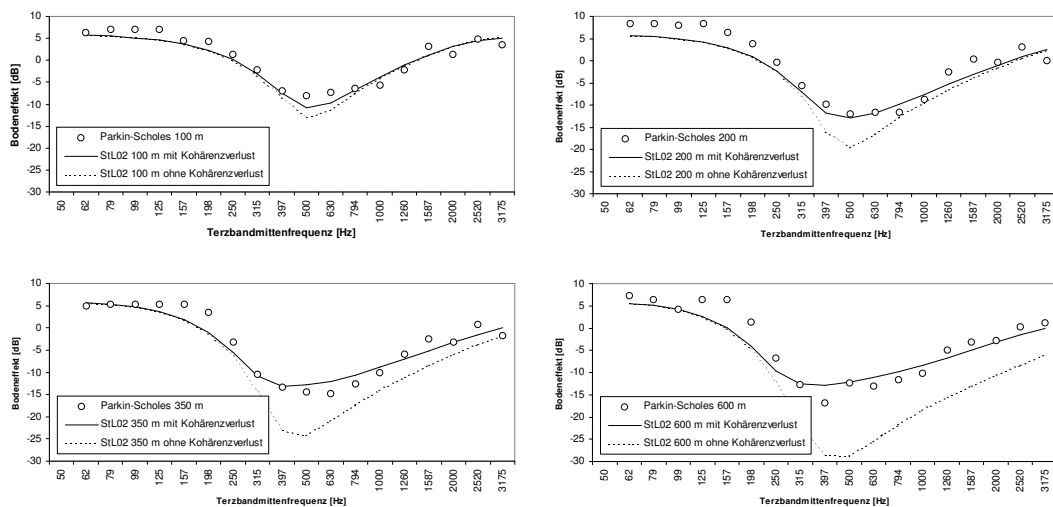 Bodeneffekt [dB]
10
5
0
-5
-10
-15
-20
-25
-30
Parkin-Scholes 100 m
StL02 100 m mit Kohärenzverlust
StL02 100 m ohne Kohärenzverlust
50 62 79 99 125 157 198 250 315 397 500 630 794 1000 1260 1587 2000 2520 3175
Terzbandmittenfrequenz [Hz]
Bodeneffekt [dB]
10
5
0
-5
-10
-15
-20
-25
-30
Parkin-Scholes 200 m
StL02 200 m mit Kohärenzverlust
StL02 200 m ohne Kohärenzverlust
50 62 79 99 125 157 198 250 315 397 500 630 794 1000 1260 1587 2000 2520 3175
Terzbandmittenfrequenz [Hz]
Bodeneffekt [dB]
10
5
0
-5
-10
-15
-20
-25
-30
Parkin-Scholes 350 m
StL02 350 m mit Kohärenzverlust
StL02 350 m ohne Kohärenzverlust
50 62 79 99 125 157 198 250 315 397 500 630 794 1000 1260 1587 2000 2520 3175
Terzbandmittenfrequenz [Hz]
Bodeneffekt [dB]
10
5
0
-5
-10
-15
-20
-25
-30
Parkin-Scholes 600 m
StL02 600 m mit Kohärenzverlust
StL02 600 m ohne Kohärenzverlust
50 62 79 99 125 157 198 250 315 397 500 630 794 1000 1260 1587 2000 2520 3175
Terzbandmittenfrequenz [Hz]